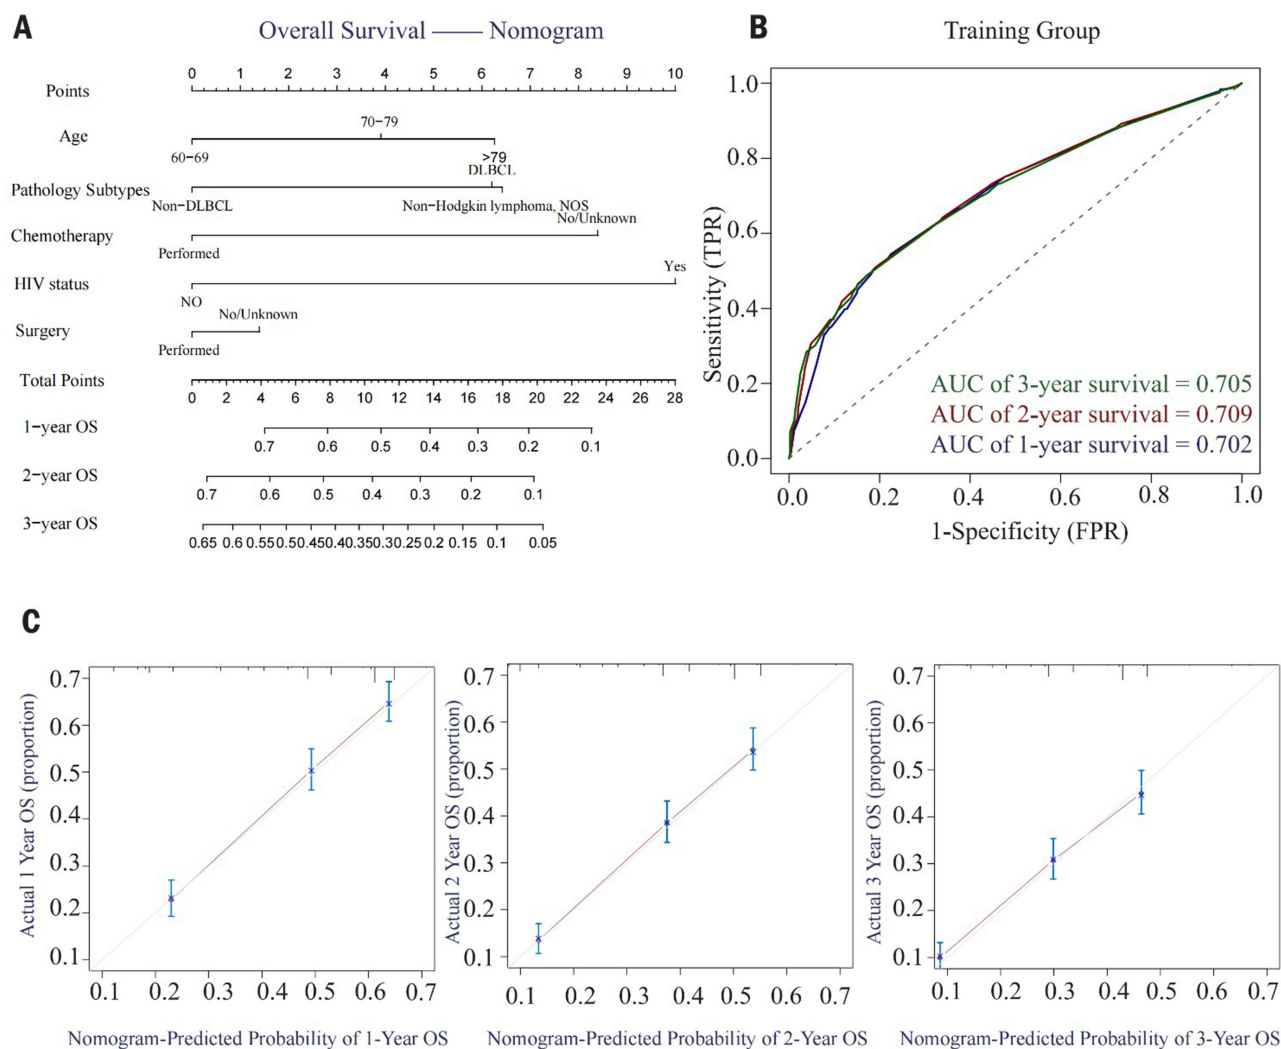 A
Overall Survival —— Nomogram
0 1 2 3 4 5 6 7 8 9 10
Points
70−79
Age
60−69 >79
DLBCL
Pathology Subtypes
Non−DLBCL Non−Hodgkin lymphoma, NOS
No/Unknown
Chemotherapy
Performed
Yes
HIV status
NO
No/Unknown
Surgery
Performed
Total Points
0 2 4 6 8 10 12 14 16 18 20 22 24 26 28
1−year OS
0.7 0.6 0.5 0.4 0.3 0.2 0.1
2−year OS
0.7 0.6 0.5 0.4 0.3 0.2 0.1
3−year OS
0.65 0.6 0.55 0.5 0.45 0.4 0.35 0.3 0.25 0.2 0.15 0.1 0.05
B
Training Group
1.0
0.8
0.6
0.4
0.2
0.0
Sensitivity (TPR)
AUC of 3-year survival = 0.705
AUC of 2-year survival = 0.709
AUC of 1-year survival = 0.702
0.0 0.2 0.4 0.6 0.8 1.0
1-Specificity (FPR)
C
0.7
0.6
0.5
0.4
0.3
0.2
0.1
Actual 1 Year OS (proportion)
0.1 0.2 0.3 0.4 0.5 0.6 0.7
Nomogram-Predicted Probability of 1-Year OS
0.7
0.6
0.5
0.4
0.3
0.2
0.1
Actual 2 Year OS (proportion)
0.1 0.2 0.3 0.4 0.5 0.6 0.7
Nomogram-Predicted Probability of 2-Year OS
0.7
0.6
0.5
0.4
0.3
0.2
0.1
Actual 3 Year OS (proportion)
0.1 0.2 0.3 0.4 0.5 0.6 0.7
Nomogram-Predicted Probability of 3-Year OS